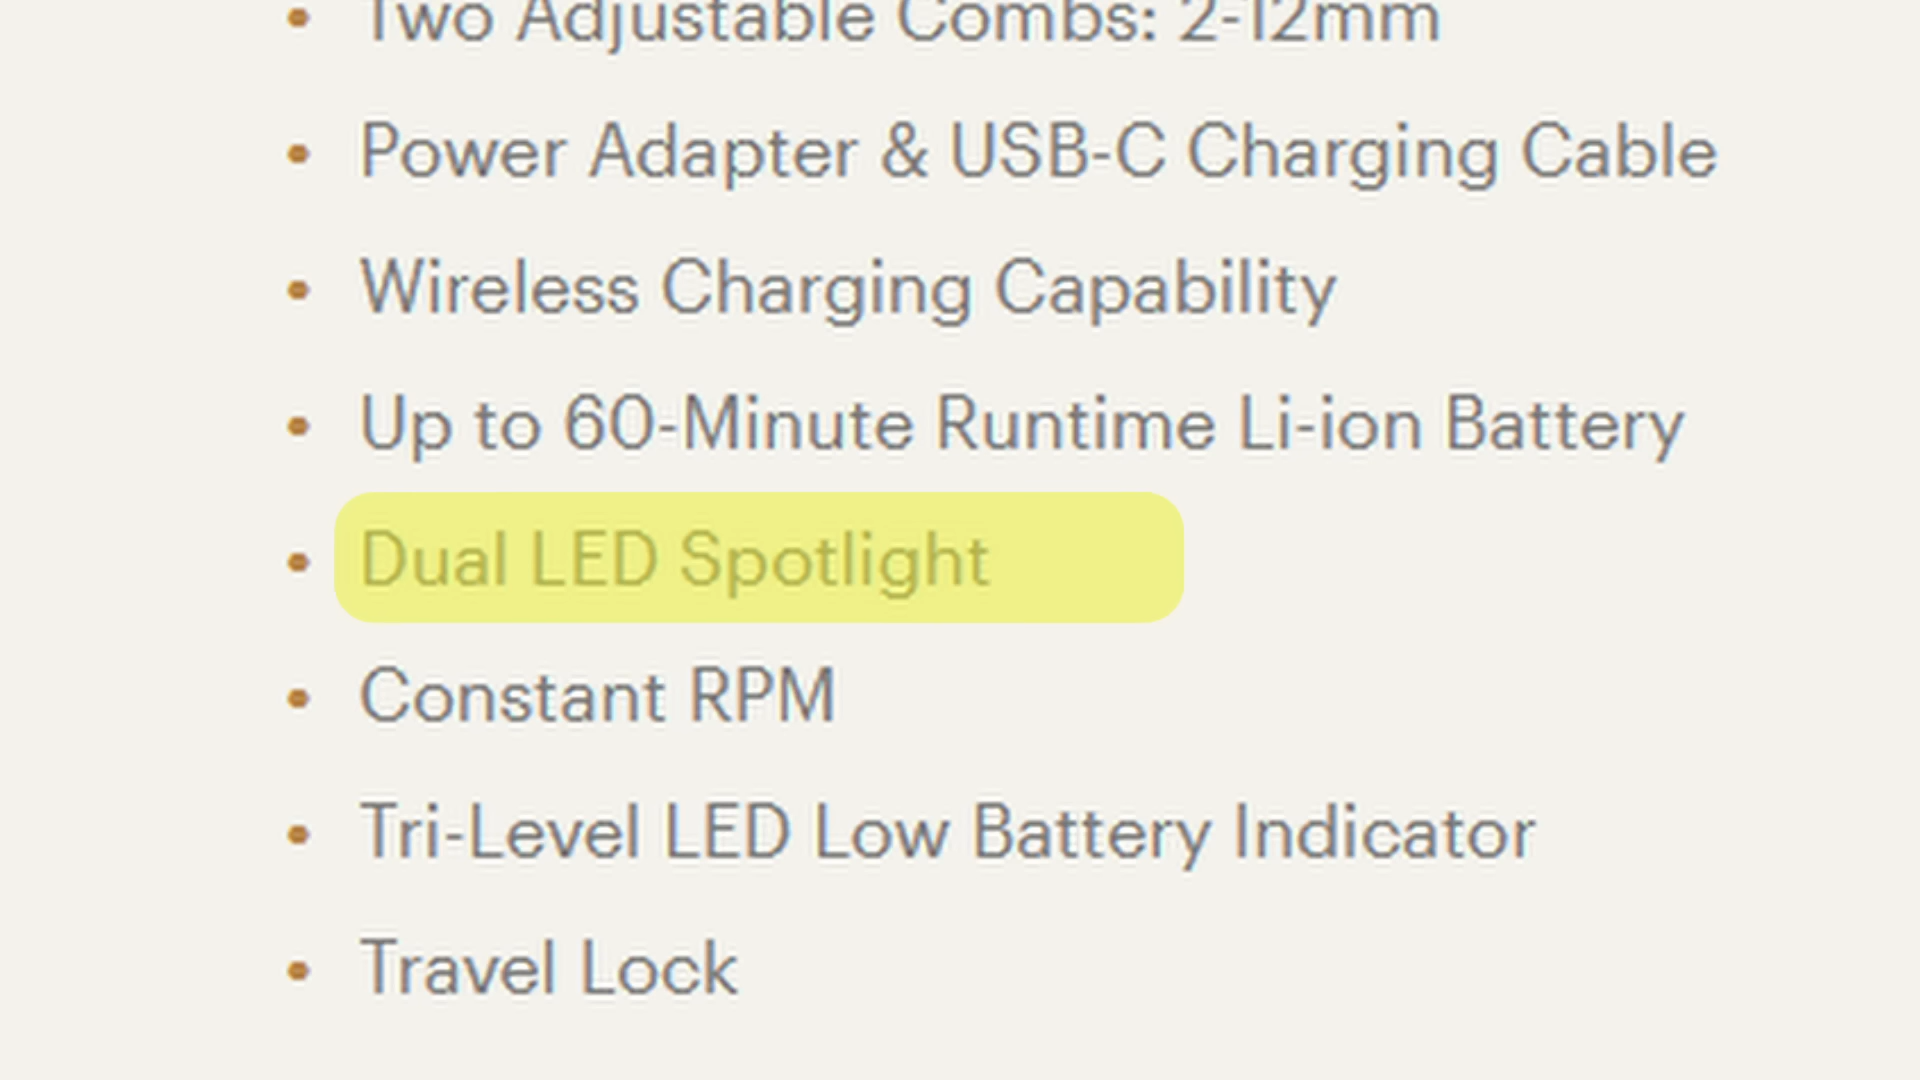 Two Adjustable Combs: 2-12mm
Power Adapter & USB-C Charging Cable
Wireless Charging Capability
Up to 60-Minute Runtime Li-ion Battery
Dual LED Spotlight
Constant RPM
Tri-Level LED Low Battery Indicator
Travel Lock